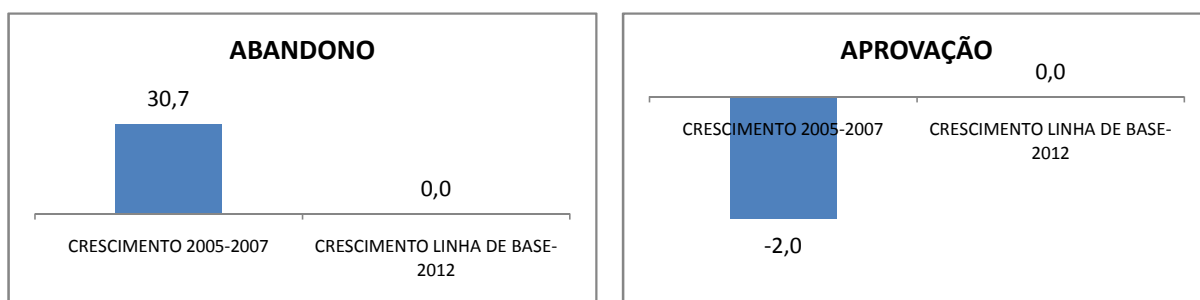 ABANDONO
30,7
0,0
CRESCIMENTO 2005-2007
CRESCIMENTO LINHA DE BASE-
2012
APROVAÇÃO
0,0
CRESCIMENTO 2005-2007
CRESCIMENTO LINHA DE BASE-
2012
-2,0